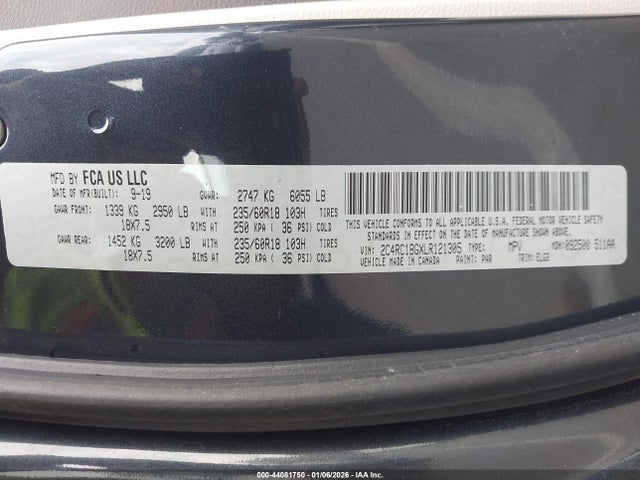 MFD BY FCA US LLC
DATE OF MFR(BUILT): 9-19 GVWR: 2747 KG 6055 LB
GAWR FRONT: 1339 KG 2950 LB WITH 235/60R18 103H TIRES
18X7.5 RIMS AT 250 KPA ( 36 PSI) COLD
GAWR REAR: 1452 KG 3200 LB WITH 235/60R18 103H TIRES
18X7.5 RIMS AT 250 KPA ( 36 PSI) COLD
THIS VEHICLE CONFORMS TO ALL APPLICABLE U.S.A. FEDERAL MOTOR VEHICLE SAFETY
STANDARDS IN EFFECT ON THE DATE OF MANUFACTURE SHOWN ABOVE.
VIN: 2C4RC1BGXLR121305 TYPE: MPV MDH: 092500 511AA
VEHICLE MADE IN CANADA PAINT: PAR TRIM: ELG2
000-44081750 - 01/06/2026 - IAA Inc.